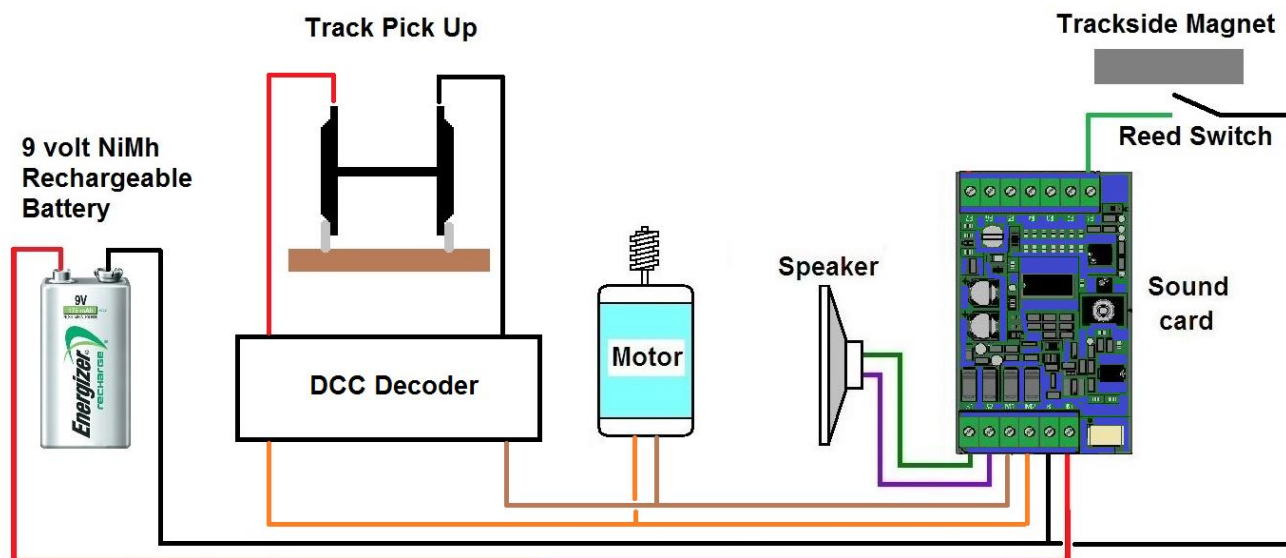 Track Pick Up
Trackside Magnet
Reed Switch
9 volt NiMh
Rechargeable
Battery
9V
Energizer
RECHARGE
DCC Decoder
Motor
Speaker
Sound
card